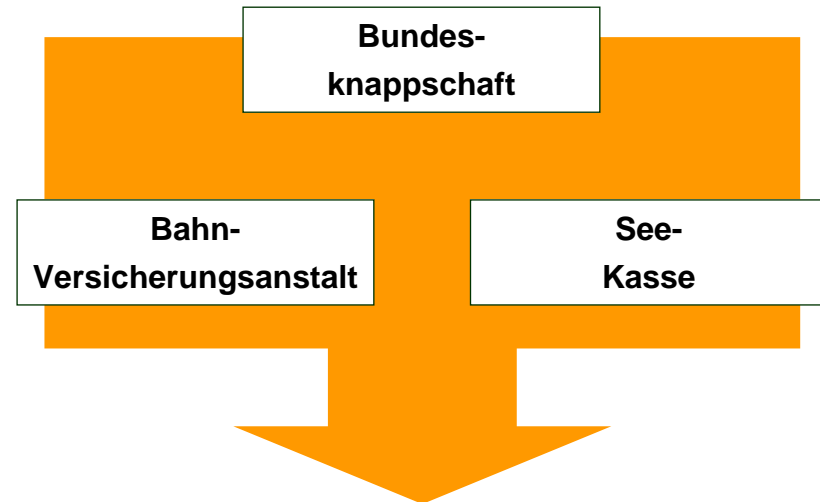 Bundes-
knappschaft
Bahn-
Versicherungsanstalt
See-
Kasse